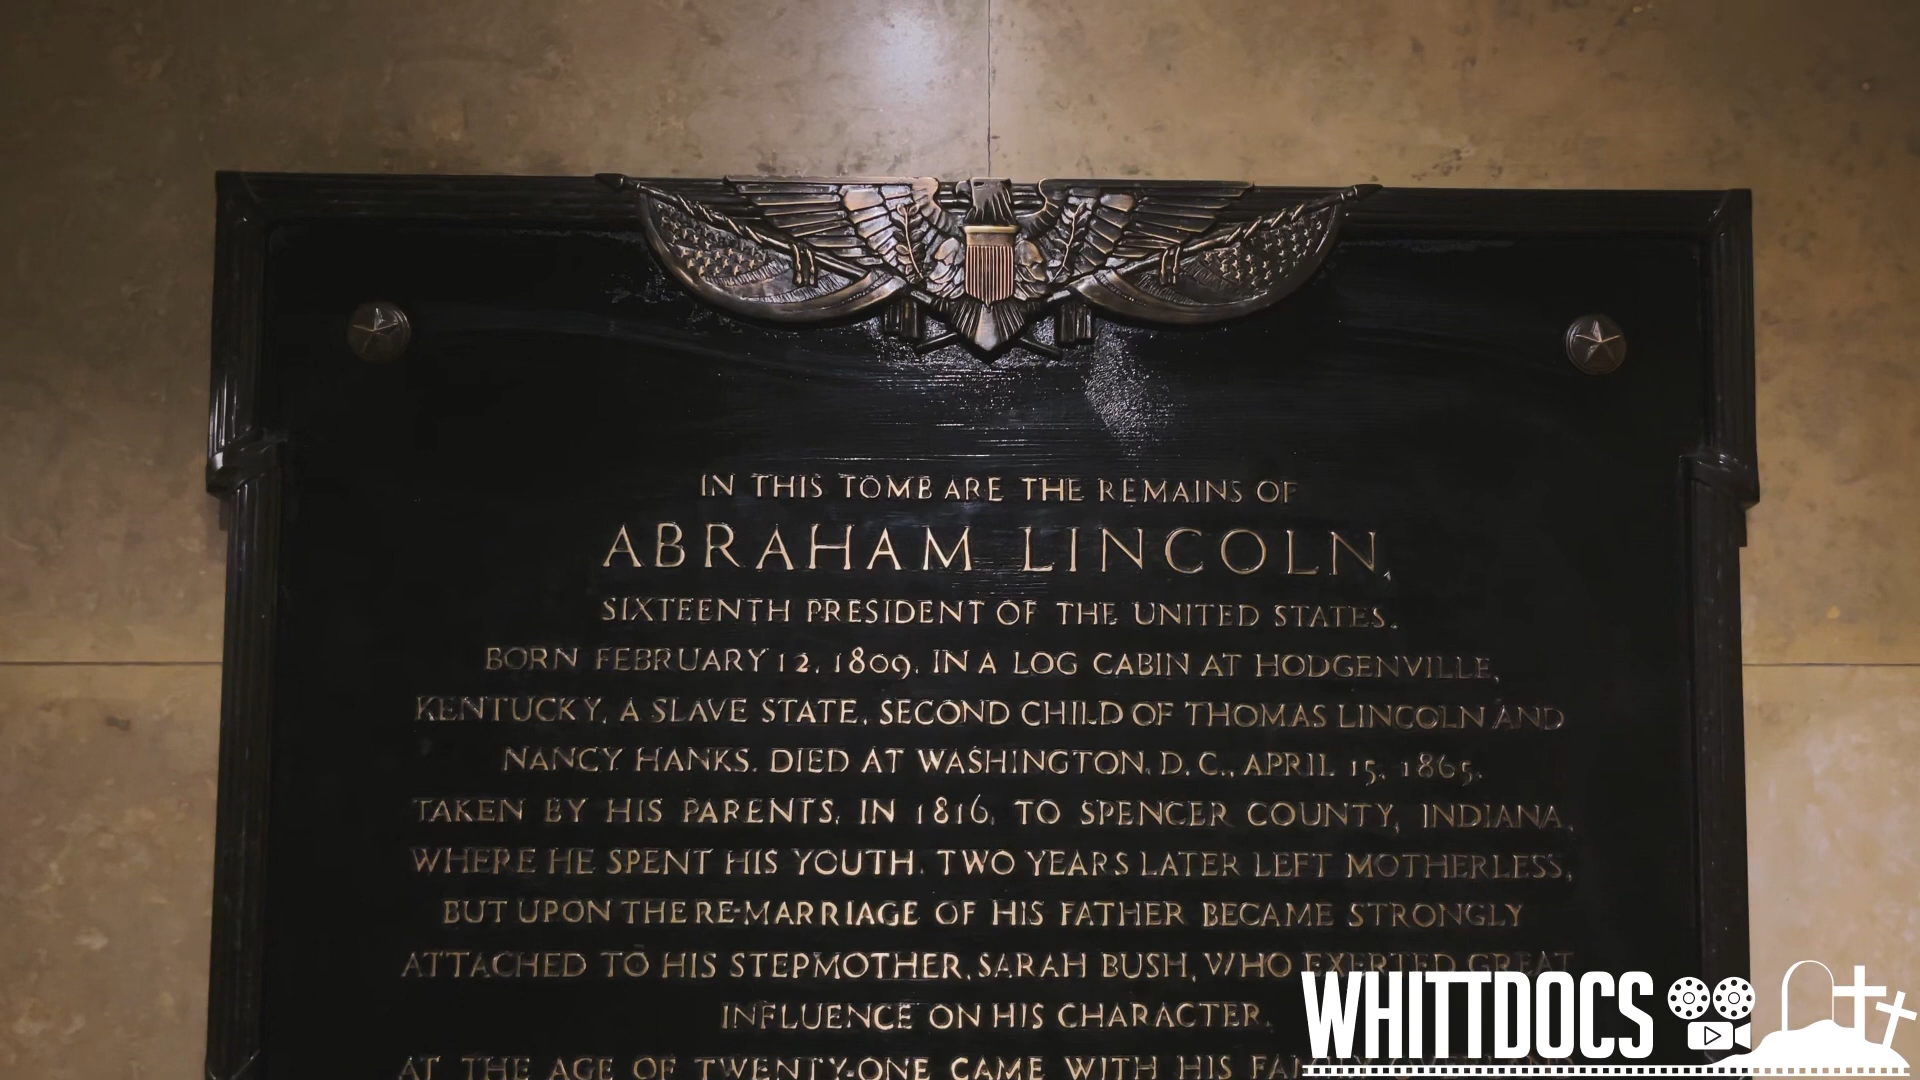 IN THIS TOMB ARE THE REMAINS OF
ABRAHAM LINCOLN,
SIXTEENTH PRESIDENT OF THE UNITED STATES.
BORN FEBRUARY 12, 1809, IN A LOG CABIN AT HODGENVILLE,
KENTUCKY, A SLAVE STATE, SECOND CHILD OF THOMAS LINCOLN AND
NANCY HANKS. DIED AT WASHINGTON, D. C., APRIL 15, 1865.
TAKEN BY HIS PARENTS, IN 1816, TO SPENCER COUNTY, INDIANA,
WHERE HE SPENT HIS YOUTH. TWO YEARS LATER LEFT MOTHERLESS,
BUT UPON THE RE-MARRIAGE OF HIS FATHER BECAME STRONGLY
ATTACHED TO HIS STEPMOTHER, SARAH BUSH, WHO EXERTED GREAT
INFLUENCE ON HIS CHARACTER.
AT THE AGE OF TWENTY-ONE CAME WITH HIS
WHITTDOCS